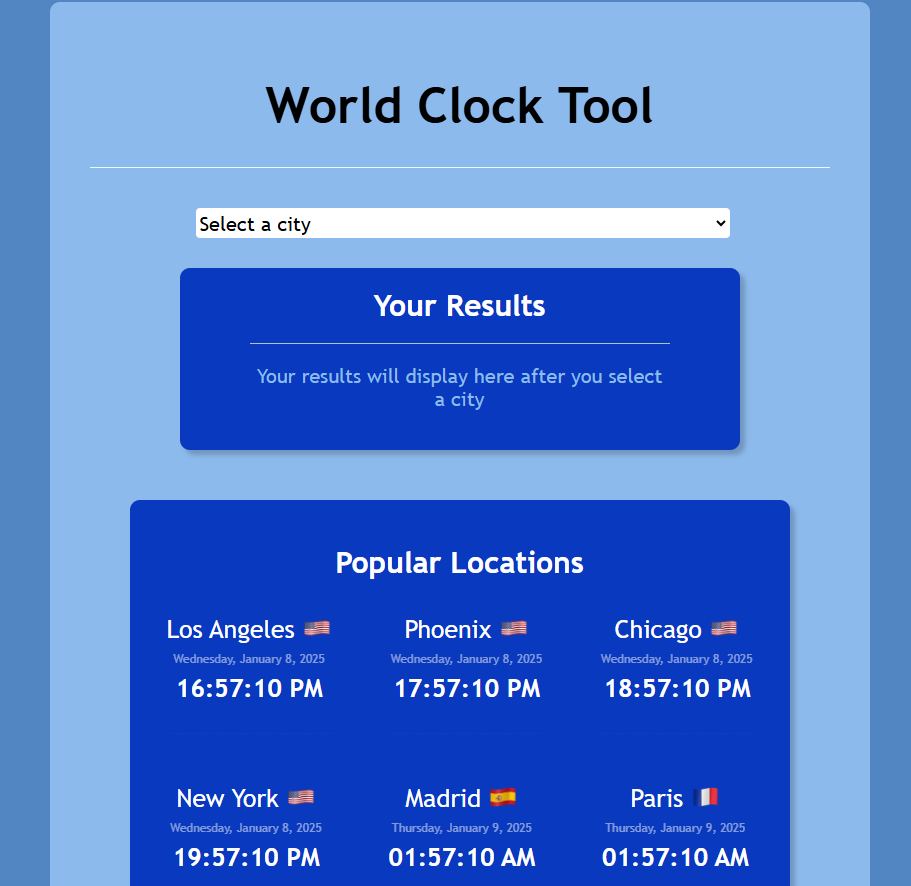 World Clock Tool
Select a city
Your Results
Your results will display here after you select
a city
Popular Locations
Los Angeles 🇺🇸 Phoenix 🇺🇸 Chicago 🇺🇸
Wednesday, January 8, 2025 Wednesday, January 8, 2025 Wednesday, January 8, 2025
16:57:10 PM 17:57:10 PM 18:57:10 PM
New York 🇺🇸 Madrid 🇪🇸 Paris 🇫🇷
Wednesday, January 8, 2025 Thursday, January 9, 2025 Thursday, January 9, 2025
19:57:10 PM 01:57:10 AM 01:57:10 AM